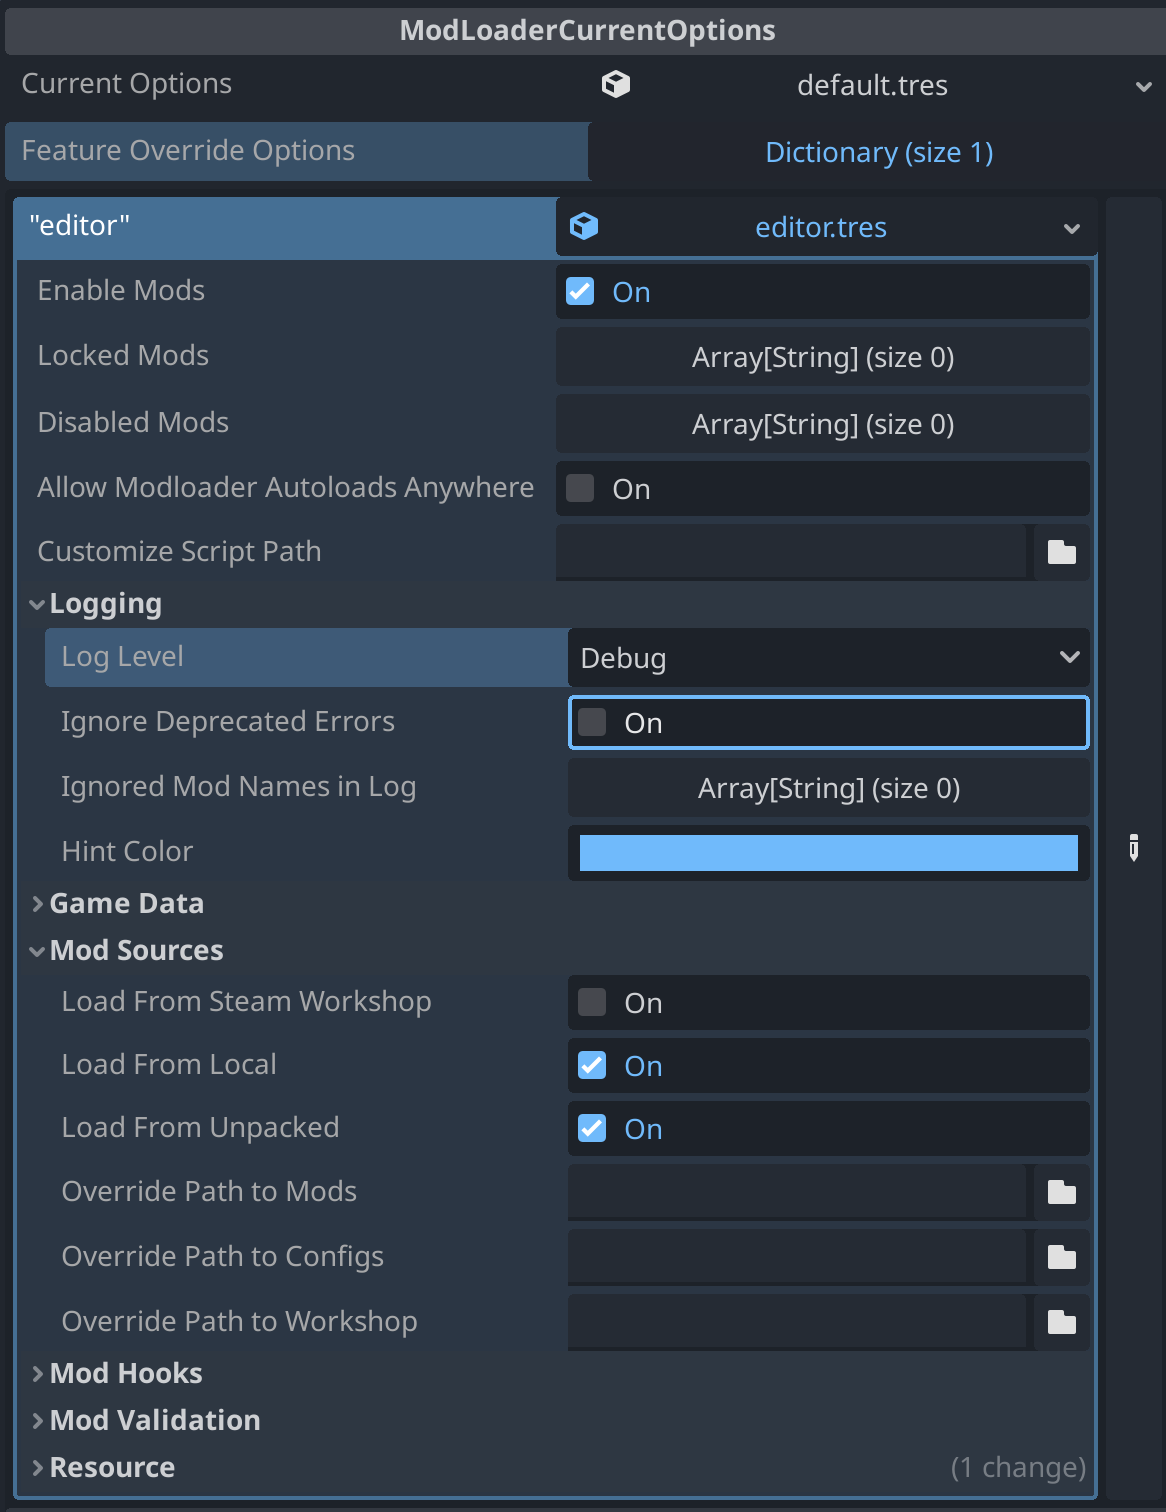 ModLoaderCurrentOptions
Current Options default.tres
Feature Override Options Dictionary (size 1)
"editor" editor.tres
Enable Mods On
Locked Mods Array[String] (size 0)
Disabled Mods Array[String] (size 0)
Allow Modloader Autoloads Anywhere On
Customize Script Path
Logging
Log Level Debug
Ignore Deprecated Errors On
Ignored Mod Names in Log Array[String] (size 0)
Hint Color
Game Data
Mod Sources
Load From Steam Workshop On
Load From Local On
Load From Unpacked On
Override Path to Mods
Override Path to Configs
Override Path to Workshop
Mod Hooks
Mod Validation
Resource (1 change)